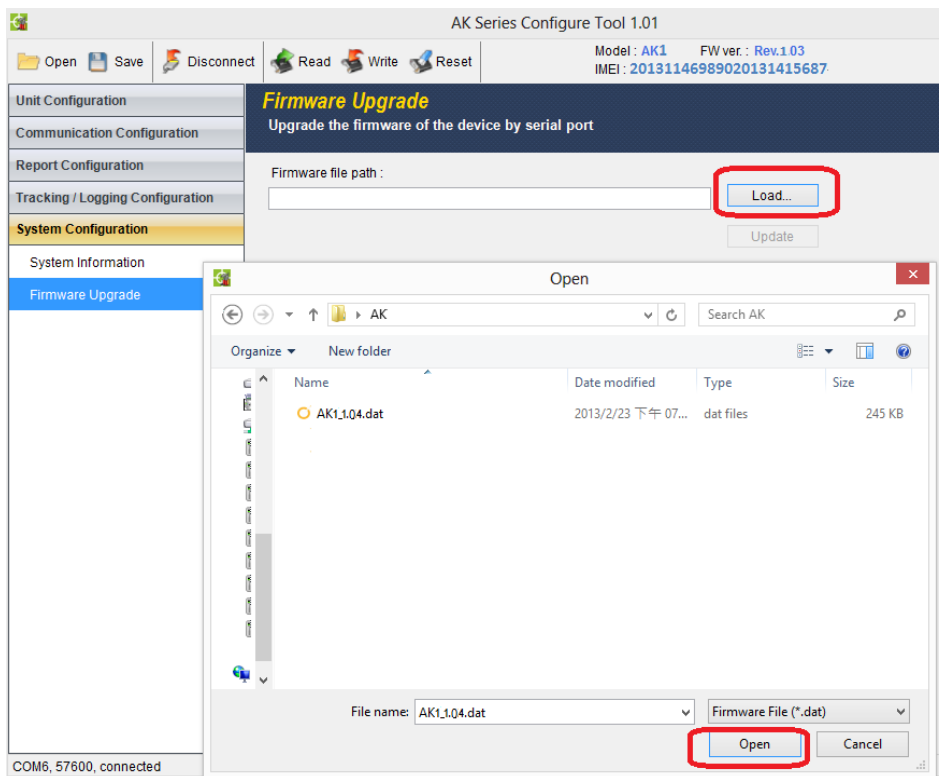 AK Series Configure Tool 1.01
Open Save Disconnect Read Write Reset
Model : AK1 FW ver. : Rev.1 03
IMEI : 20131146989020131415687
Unit Configuration
Communication Configuration
Report Configuration
Tracking / Logging Configuration
System Configuration
System Information
Firmware Upgrade
Firmware Upgrade
Upgrade the firmware of the device by serial port
Firmware file path :
Load...
Update
Open
AK
Search AK
Organize New folder
Name Date modified Type Size
AK1_1.04.dat 2013/2/23 下午 07... dat files 245 KB
File name: AK1_1.04.dat Firmware File (*.dat)
Open Cancel
COM6, 57600, connected